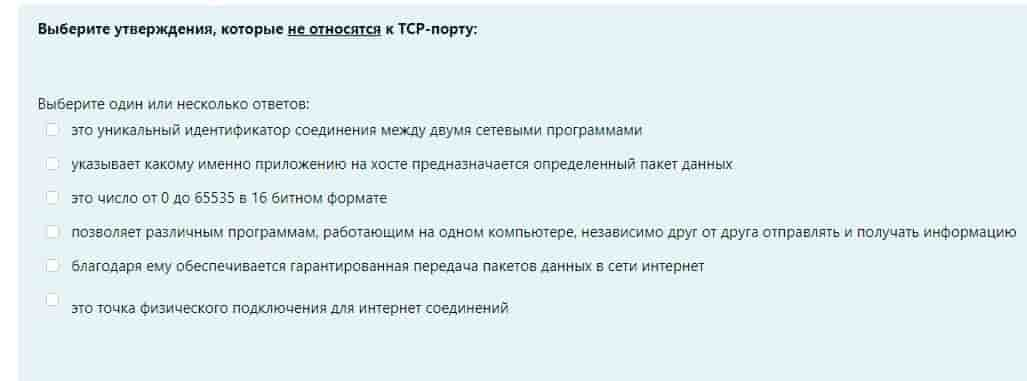 Выберите утверждения, которые не относятся к TCP-порту:
Выберите один или несколько ответов:
это уникальный идентификатор соединения между двумя сетевыми программами
указывает какому именно приложению на хосте предназначается определенный пакет данных
это число от 0 до 65535 в 16 битном формате
позволяет различным программам, работающим на одном компьютере, независимо друг от друга отправлять и получать информацию
благодаря ему обеспечивается гарантированная передача пакетов данных в сети интернет
это точка физического подключения для интернет соединений